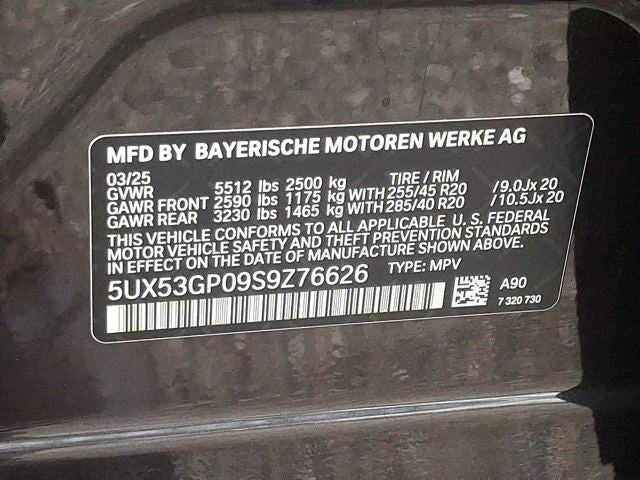 MFD BY BAYERISCHE MOTOREN WERKE AG
03/25
GVWR 5512 lbs 2500 kg TIRE / RIM
GAWR FRONT 2590 lbs 1175 kg WITH 255/45 R20 /9.0Jx 20
GAWR REAR 3230 lbs 1465 kg WITH 285/40 R20 /10.5Jx 20
THIS VEHICLE CONFORMS TO ALL APPLICABLE U. S. FEDERAL
MOTOR VEHICLE SAFETY AND THEFT PREVENTION STANDARDS
IN EFFECT ON THE DATE OF MANUFACTURE SHOWN ABOVE.
5UX53GP09S9Z76626 TYPE: MPV
A90
7 320 730